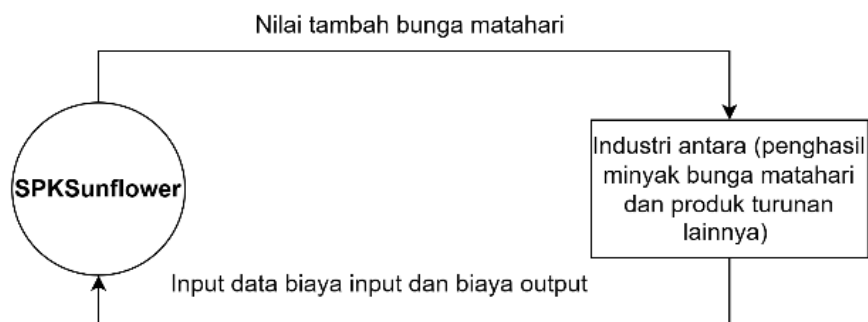 Nilai tambah bunga matahari
SPKSunflower
Industri antara (penghasil
minyak bunga matahari
dan produk turunan
lainnya)
Input data biaya input dan biaya output